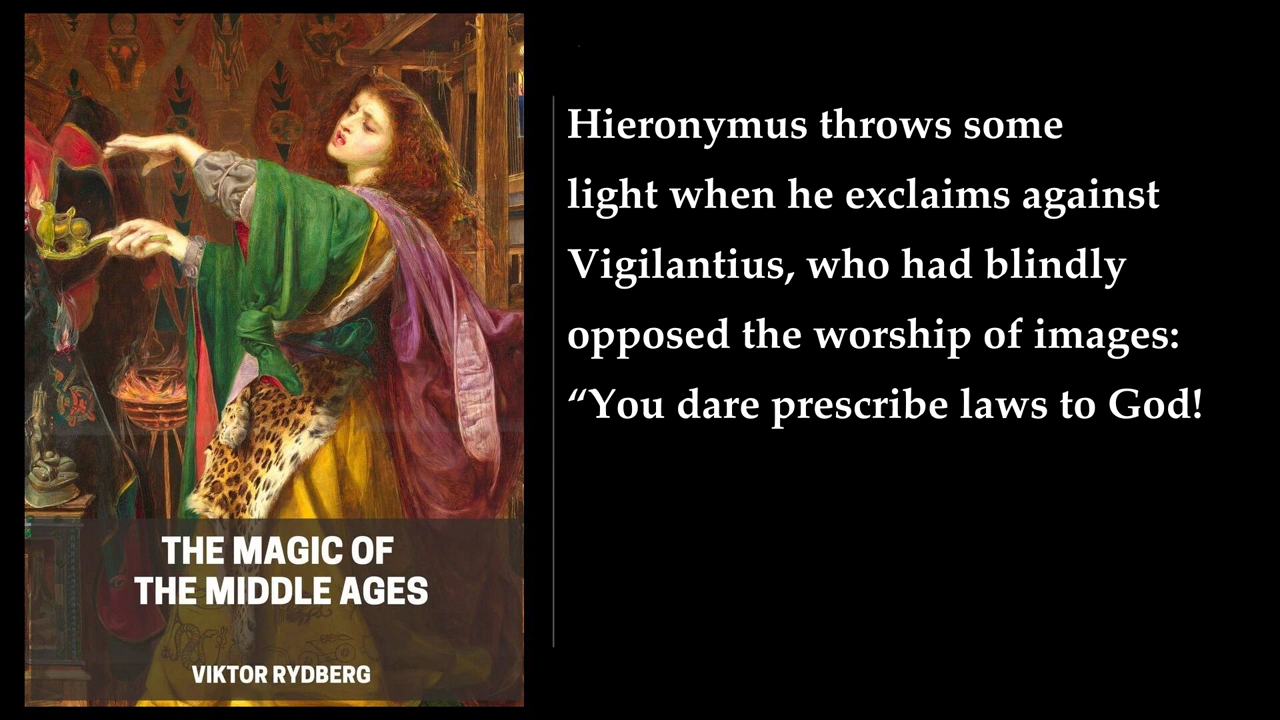 THE MAGIC OF
THE MIDDLE AGES
VIKTOR RYDBERG
Hieronymus throws some
light when he exclaims against
Vigilantius, who had blindly
opposed the worship of images:
“You dare prescribe laws to God!